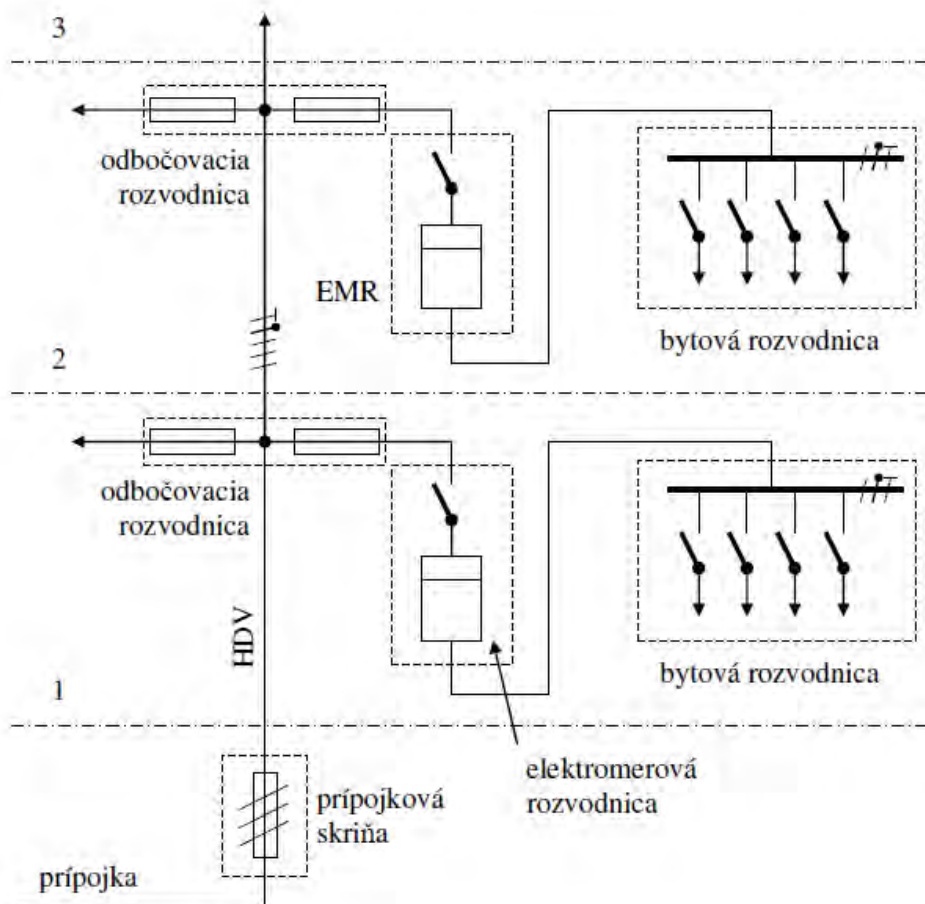 3
odbočovacia
rozvodnica
EMR
bytová rozvodnica
2
odbočovacia
rozvodnica
HDV
bytová rozvodnica
1
elektromerová
rozvodnica
prípojková
skriňa
prípojka